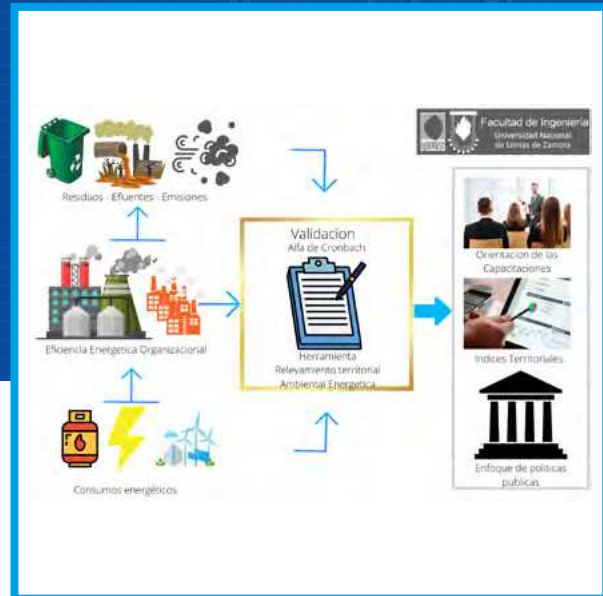 Facultad de Ingeniería
Universidad Nacional
de Lomas de Zamora
Residuos - Efluentes - Emisiones
Validacion
Alfa de Cronbach
Herramienta
Relevamiento territorial
Ambiental Energetica
Eficiencia Energetica Organizacional
Consumos energéticos
Orientacion de las
Capacitaciones
Indices Territoriales
Enfoque de politicas
publicas